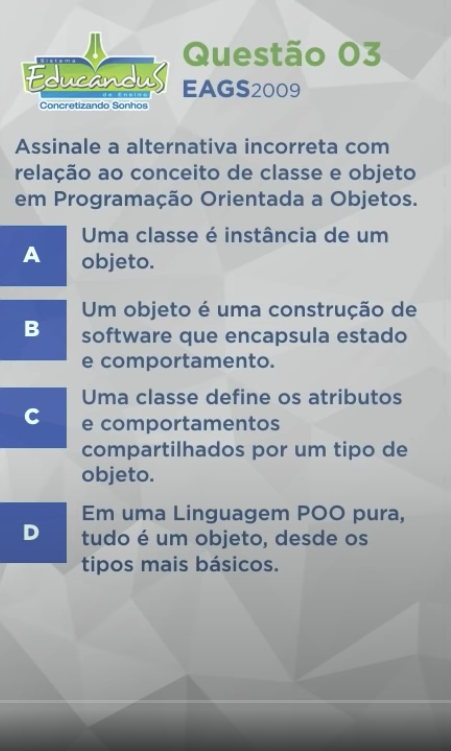 Sistema
Educandus
de Ensino
Concretizando Sonhos
Questão 03
EAGS2009
Assinale a alternativa incorreta com
relação ao conceito de classe e objeto
em Programação Orientada a Objetos.
A
Uma classe é instância de um
objeto.
B
Um objeto é uma construção de
software que encapsula estado
e comportamento.
C
Uma classe define os atributos
e comportamentos
compartilhados por um tipo de
objeto.
D
Em uma Linguagem POO pura,
tudo é um objeto, desde os
tipos mais básicos.